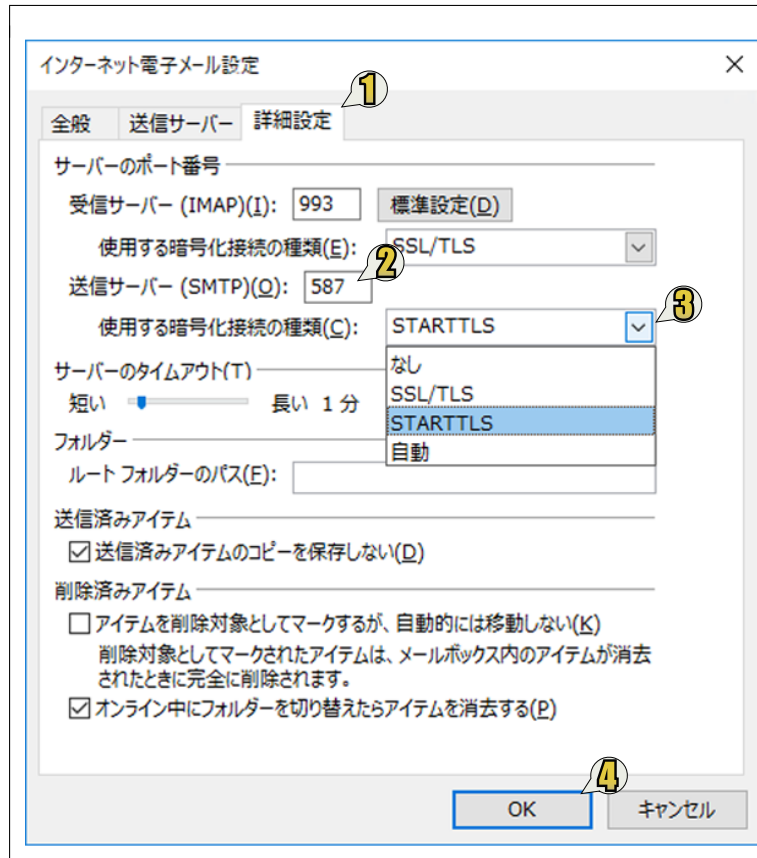 インターネット電子メール設定
1
全般 送信サーバー 詳細設定
サーバーのポート番号
受信サーバー (IMAP)(I): 993 標準設定(D)
使用する暗号化接続の種類(E): SSL/TLS
2
送信サーバー (SMTP)(O): 587
3
使用する暗号化接続の種類(C): STARTTLS
なし
SSL/TLS
STARTTLS
自動
サーバーのタイムアウト(T)
短い 長い 1 分
フォルダー
ルート フォルダーのパス(F):
送信済みアイテム
送信済みアイテムのコピーを保存しない(D)
削除済みアイテム
アイテムを削除対象としてマークするが、自動的には移動しない(K)
削除対象としてマークされたアイテムは、メールボックス内のアイテムが消去
されたときに完全に削除されます。
オンライン中にフォルダーを切り替えたらアイテムを消去する(P)
4
OK キャンセル